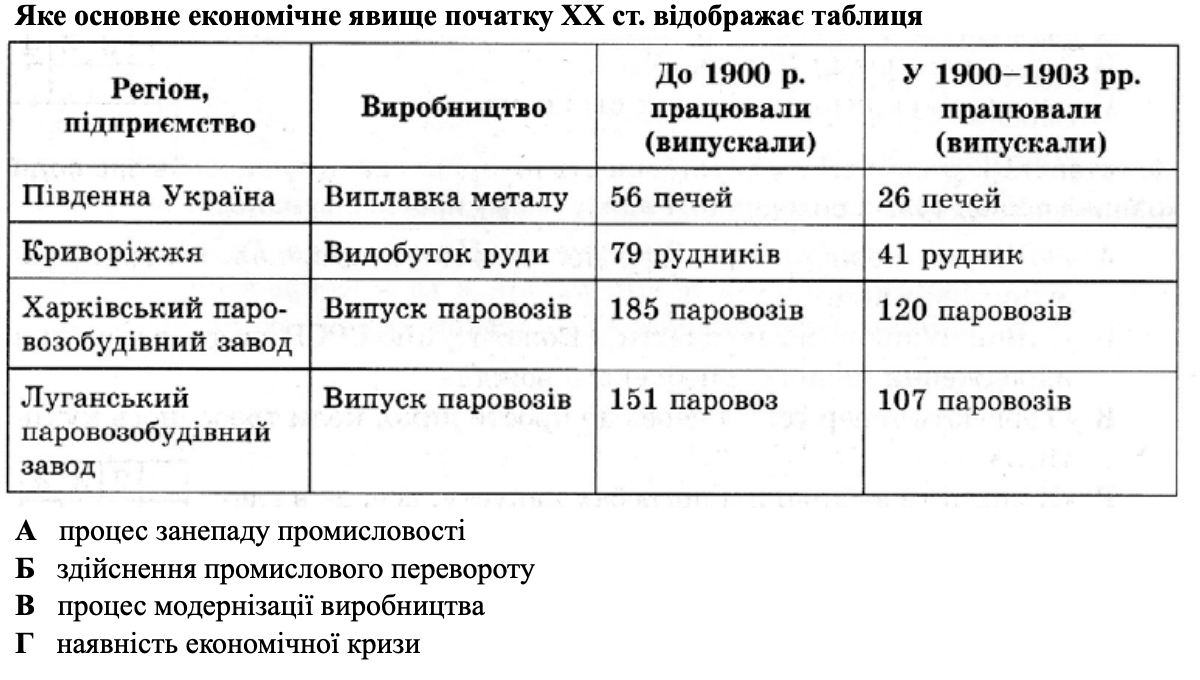 Яке основне економічне явище початку ХХ ст. відображає таблиця
Регіон,
підприємство
Виробництво
До 1900 р.
працювали
(випускали)
У 1900–1903 рр.
працювали
(випускали)
Південна Україна
Виплавка металу
56 печей
26 печей
Криворіжжя
Видобуток руди
79 рудників
41 рудник
Харківський паро-
возобудівний завод
Випуск паровозів
185 паровозів
120 паровозів
Луганський
паровозобудівний
завод
Випуск паровозів
151 паровоз
107 паровозів
А процес занепаду промисловості
Б здійснення промислового перевороту
В процес модернізації виробництва
Г наявність економічної кризи